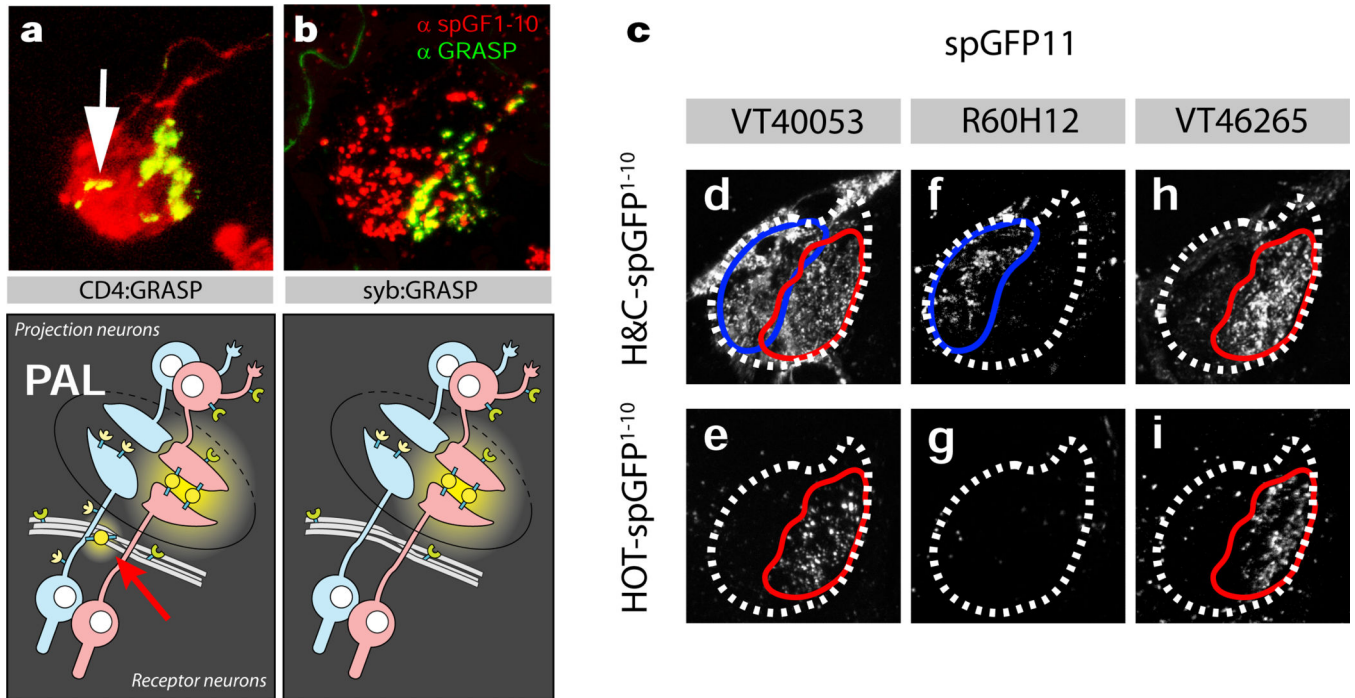 a
b
α spGF1-10
α GRASP
CD4:GRASP
syb:GRASP
Projection neurons
PAL
Receptor neurons
c
spGFP11
VT40053
R60H12
VT46265
H&C-spGFP¹⁻¹⁰
d
f
h
HOT-spGFP¹⁻¹⁰
e
g
i